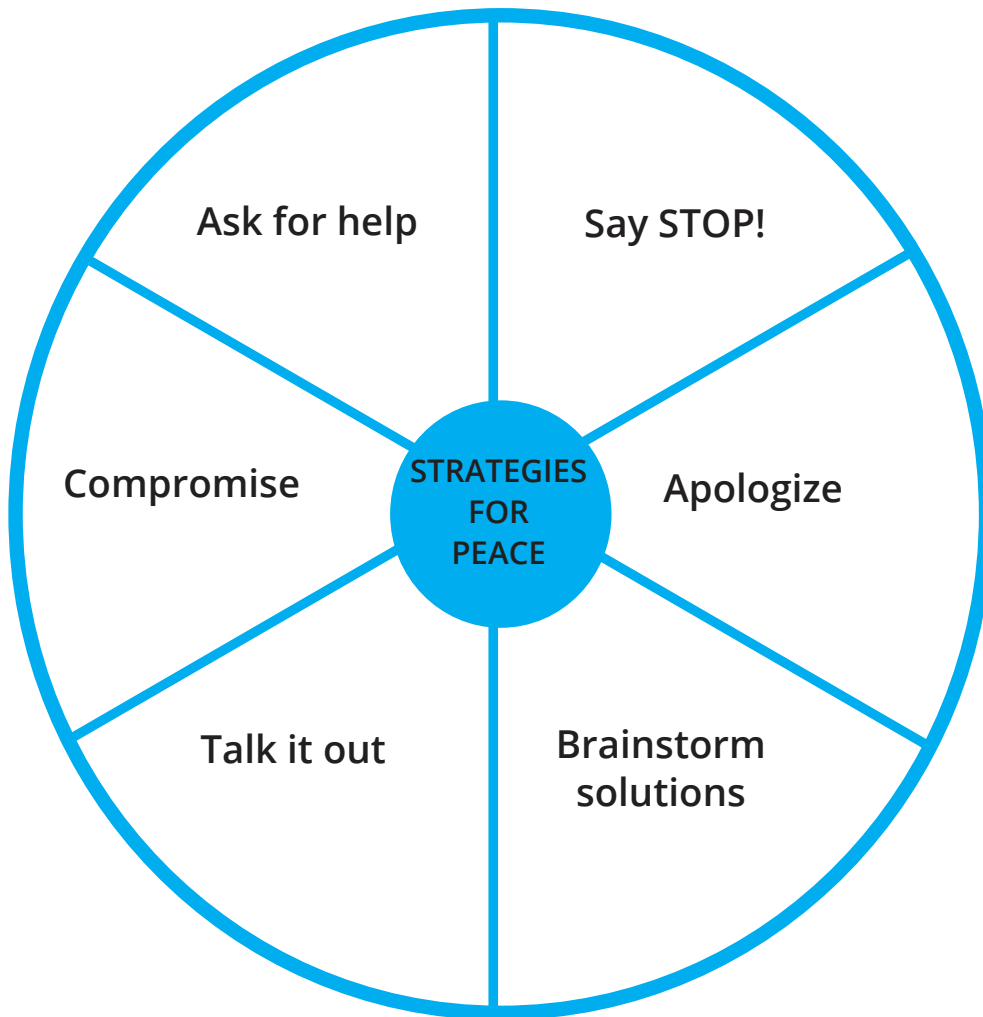 Ask for help
Say STOP!
Compromise
STRATEGIES
FOR
PEACE
Apologize
Talk it out
Brainstorm
solutions